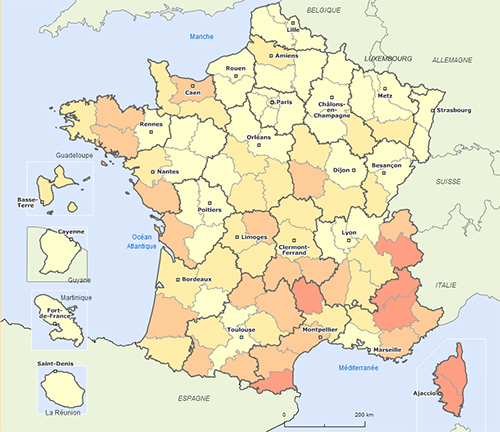 BELGIQUE
Lille
Manche
Amiens
LUXEMBOURG
ALLEMAGNE
Rouen
Caen
Metz
Paris
Châlons-
en-
Champagne
Strasbourg
Rennes
Orléans
Guadeloupe
Dijon
Besançon
Nantes
SUISSE
Basse-
Terre
Poitiers
Cayenne
Océan
Atlantique
Limoges
Lyon
Clermont-
Ferrand
Guyane
Bordeaux
ITALIE
Martinique
Fort-
de-France
Toulouse
Montpellier
Marseille
Saint-Denis
Méditerranée
Ajaccio
ESPAGNE
La Réunion
0 200 km